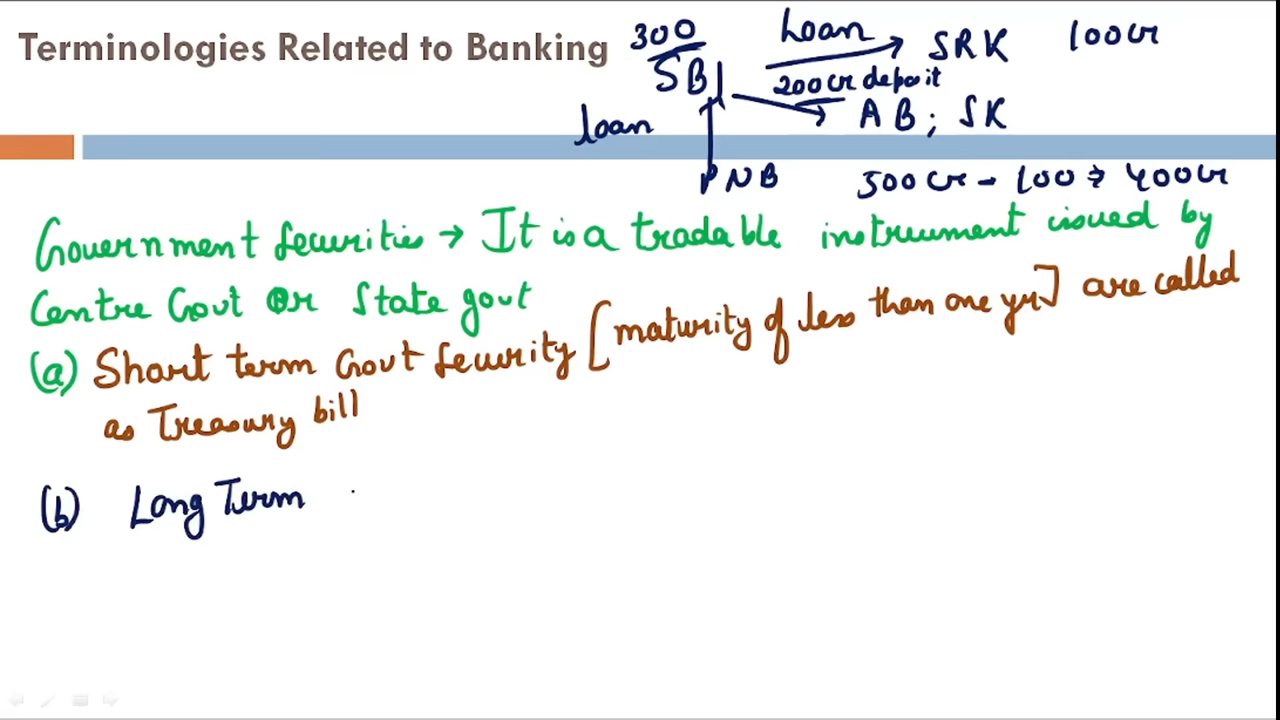 Terminologies Related to Banking
300
Loan
SRK
100cr
SBI
200cr deposit
loan
AB ; SK
PNB
500cr - 100 → 400cr
Government Securities → It is a tradable instrument issued by
Centre Govt or State govt
(a) Short term Govt Security [maturity of less than one yr] are called
as Treasury bill
(b) Long Term